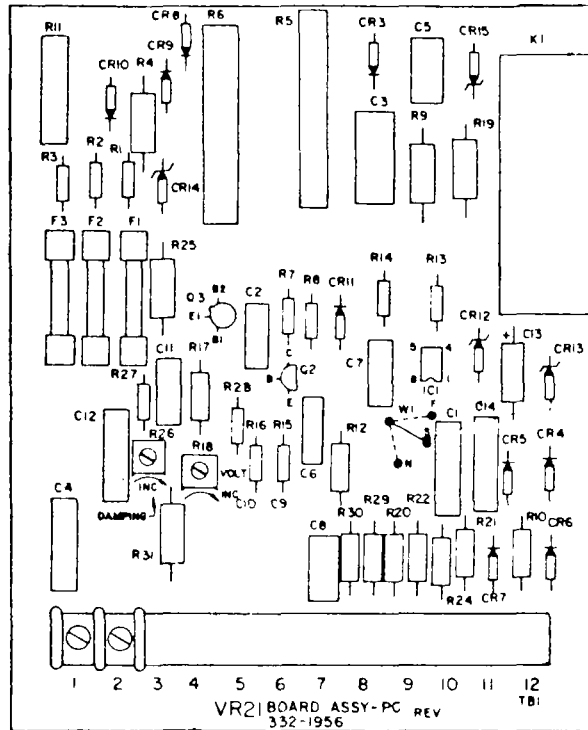 R11
CR10
R4
CR9
CR8
R6
R5
CR3
C5
CR15
K1
R3
R2
R1
CR14
C3
R9
R19
F3
F2
F1
R25
B2
Q3
E1
B1
C2
R7
R8
CR11
R14
R13
CR12
+
C13
CR13
C
B
Q2
E
C7
5
4
8
1
IC1
R27
C11
R17
R28
R16
R15
C6
R12
W1
F
S
N
C1
C14
CR5
CR4
C12
R26
INC
DAMPING
R18
VOLT
INC
C10
C9
C4
R31
C8
R30
R29
R20
R22
R24
R21
CR7
R10
CR6
1 2 3 4 5 6 7 8 9 10 11 12
TB1
VR21 BOARD ASSY-PC REV
332-1956